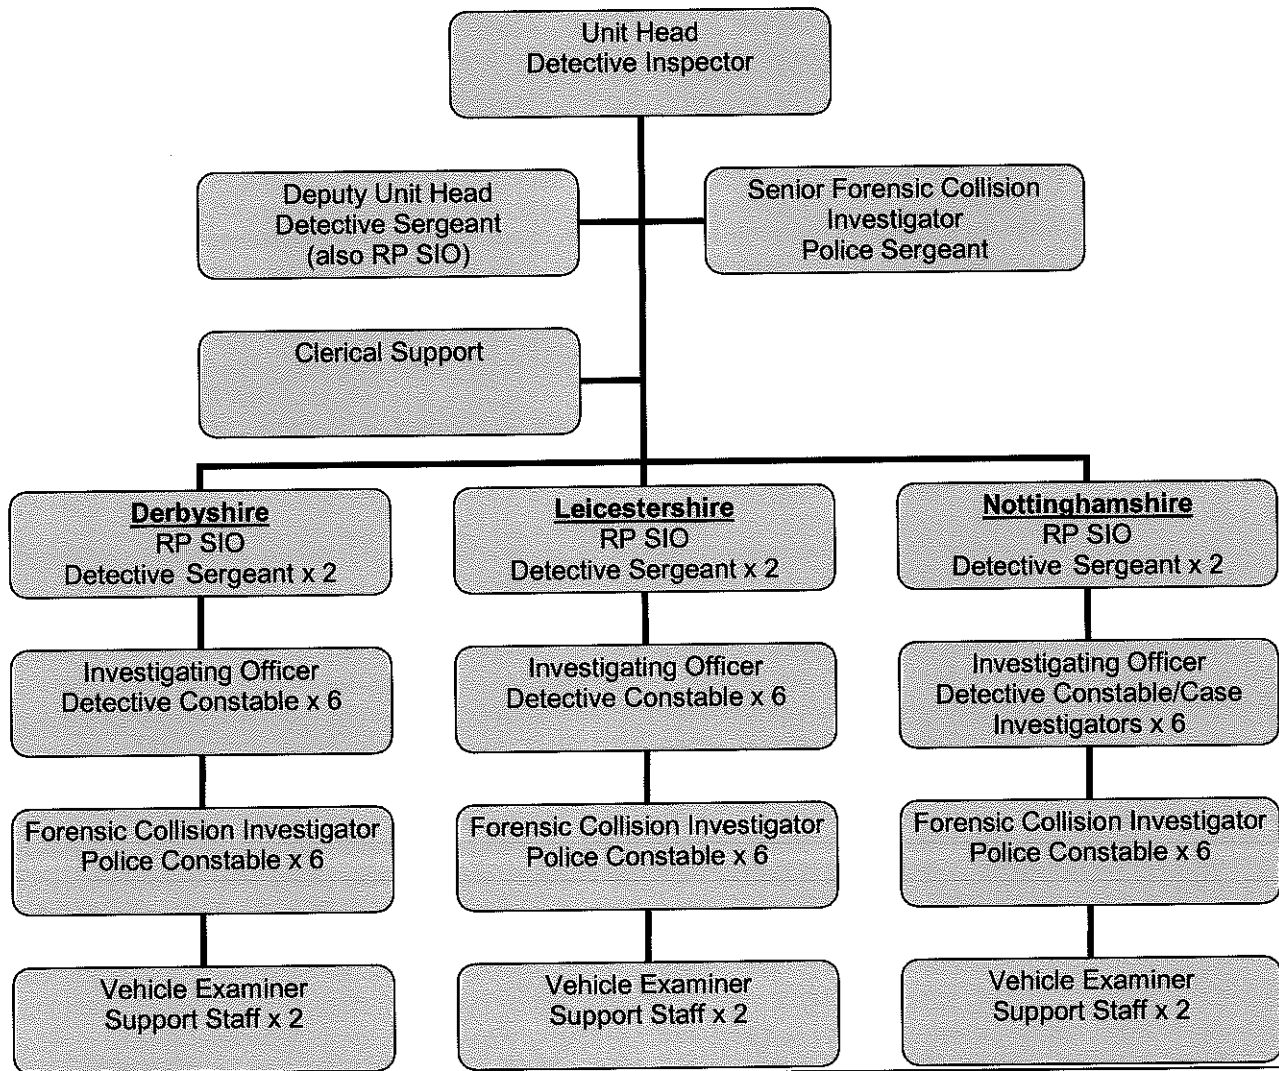 Unit Head
Detective Inspector
Deputy Unit Head
Detective Sergeant
(also RP SIO)
Senior Forensic Collision
Investigator
Police Sergeant
Clerical Support
Derbyshire
RP SIO
Detective Sergeant x 2
Leicestershire
RP SIO
Detective Sergeant x 2
Nottinghamshire
RP SIO
Detective Sergeant x 2
Investigating Officer
Detective Constable x 6
Investigating Officer
Detective Constable x 6
Investigating Officer
Detective Constable/Case
Investigators x 6
Forensic Collision Investigator
Police Constable x 6
Forensic Collision Investigator
Police Constable x 6
Forensic Collision Investigator
Police Constable x 6
Vehicle Examiner
Support Staff x 2
Vehicle Examiner
Support Staff x 2
Vehicle Examiner
Support Staff x 2